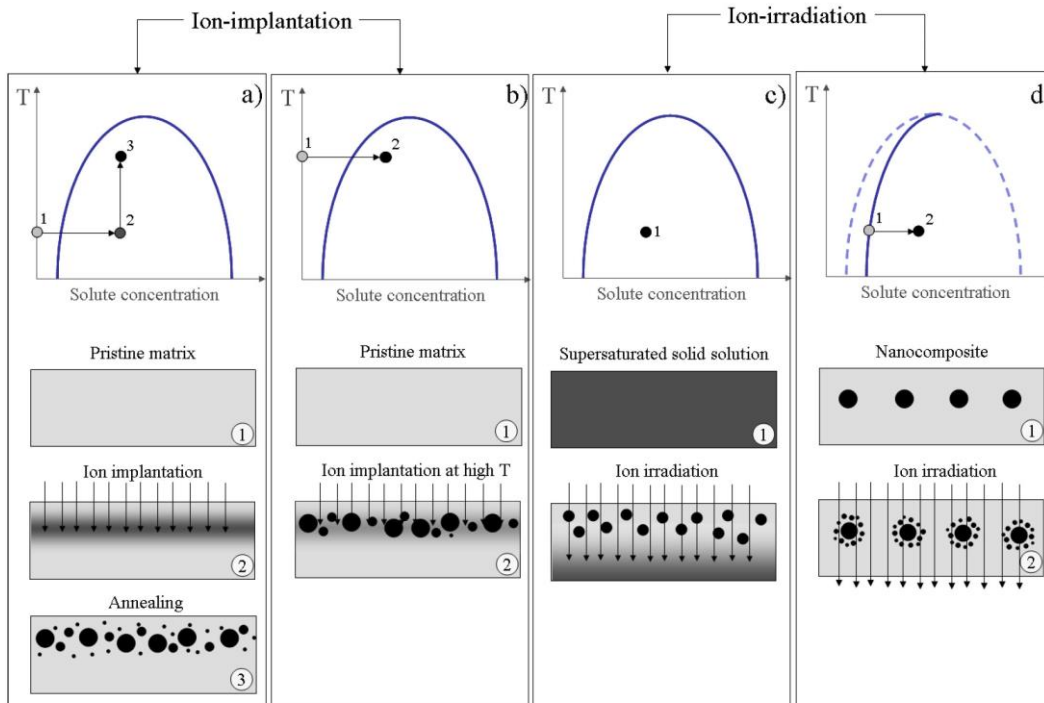 Ion-implantation
Ion-irradiation
T
a)
1
2
3
Solute concentration
Pristine matrix
1
Ion implantation
2
Annealing
3
T
b)
1
2
Solute concentration
Pristine matrix
1
Ion implantation at high T
2
T
c)
1
Solute concentration
Supersaturated solid solution
1
Ion irradiation
T
d)
1
2
Solute concentration
Nanocomposite
1
Ion irradiation
2